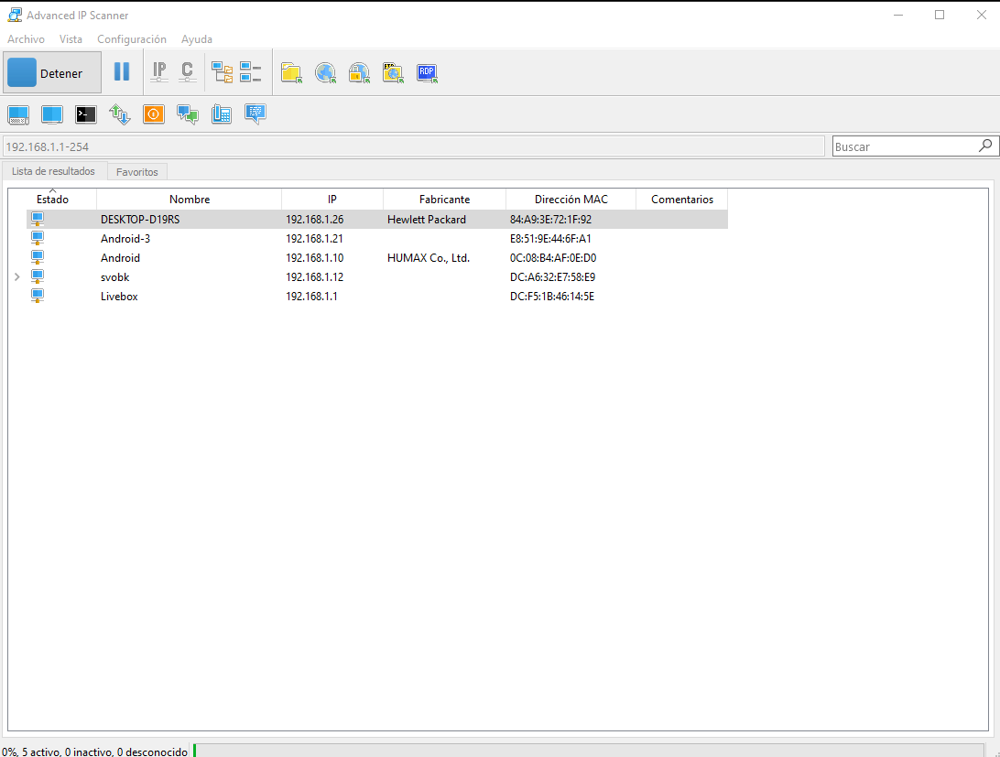 Advanced IP Scanner
Archivo Vista Configuración Ayuda
Detener IP C FTP RDP
192.168.1.1-254 Buscar
Lista de resultados Favoritos
Estado Nombre IP Fabricante Dirección MAC Comentarios
DESKTOP-D19RS 192.168.1.26 Hewlett Packard 84:A9:3E:72:1F:92
Android-3 192.168.1.21 E8:51:9E:44:6F:A1
Android 192.168.1.10 HUMAX Co., Ltd. 0C:08:B4:AF:0E:D0
svobk 192.168.1.12 DC:A6:32:E7:58:E9
Livebox 192.168.1.1 DC:F5:1B:46:14:5E
0%, 5 activo, 0 inactivo, 0 desconocido